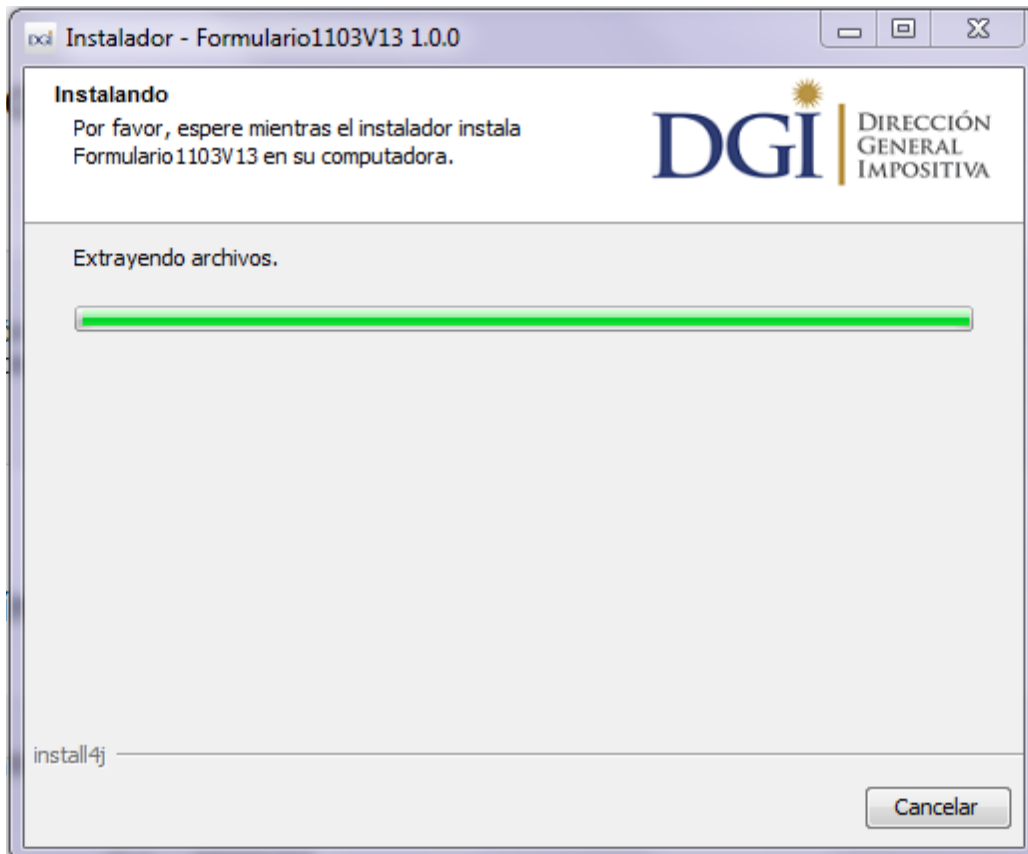 DGI Instalador - Formulario1103V13 1.0.0
Instalando
Por favor, espere mientras el instalador instala
Formulario1103V13 en su computadora.
DGI
DIRECCIÓN
GENERAL
IMPOSITIVA
Extrayendo archivos.
install4j
Cancelar